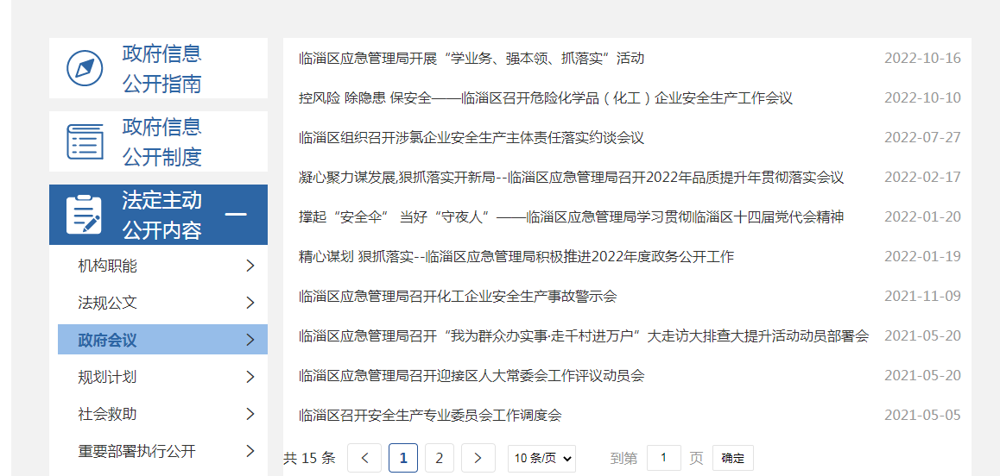 政府信息
公开指南
政府信息
公开制度
法定主动
公开内容
机构职能
法规公文
政府会议
规划计划
社会救助
重要部署执行公开
临淄区应急管理局开展“学业务、强本领、抓落实”活动 2022-10-16
控风险 除隐患 保安全——临淄区召开危险化学品（化工）企业安全生产工作会议 2022-10-10
临淄区组织召开涉氯企业安全生产主体责任落实约谈会议 2022-07-27
凝心聚力谋发展,狠抓落实开新局--临淄区应急管理局召开2022年品质提升年贯彻落实会议 2022-02-17
撑起“安全伞” 当好“守夜人”——临淄区应急管理局学习贯彻临淄区十四届党代会精神 2022-01-20
精心谋划 狠抓落实--临淄区应急管理局积极推进2022年度政务公开工作 2022-01-19
临淄区应急管理局召开化工企业安全生产事故警示会 2021-11-09
临淄区应急管理局召开“我为群众办实事·走千村进万户”大走访大排查大提升活动动员部署会 2021-05-20
临淄区应急管理局召开迎接区人大常委会工作评议动员会 2021-05-20
临淄区召开安全生产专业委员会工作调度会 2021-05-05
共 15 条 1 2 10 条/页 到第 1 页 确定